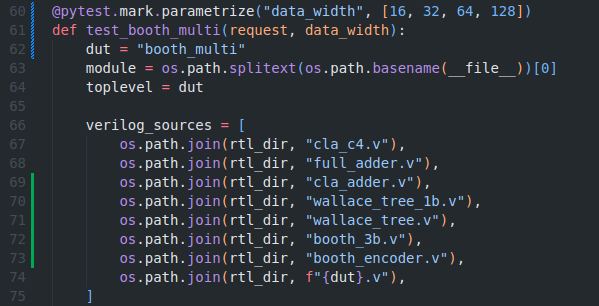 60 @pytest.mark.parametrize("data_width", [16, 32, 64, 128])
61 def test_booth_multi(request, data_width):
62     dut = "booth_multi"
63     module = os.path.splitext(os.path.basename(__file__))[0]
64     toplevel = dut
65
66     verilog_sources = [
67         os.path.join(rtl_dir, "cla_c4.v"),
68         os.path.join(rtl_dir, "full_adder.v"),
69         os.path.join(rtl_dir, "cla_adder.v"),
70         os.path.join(rtl_dir, "wallace_tree_1b.v"),
71         os.path.join(rtl_dir, "wallace_tree.v"),
72         os.path.join(rtl_dir, "booth_3b.v"),
73         os.path.join(rtl_dir, "booth_encoder.v"),
74         os.path.join(rtl_dir, f"{dut}.v"),
75     ]